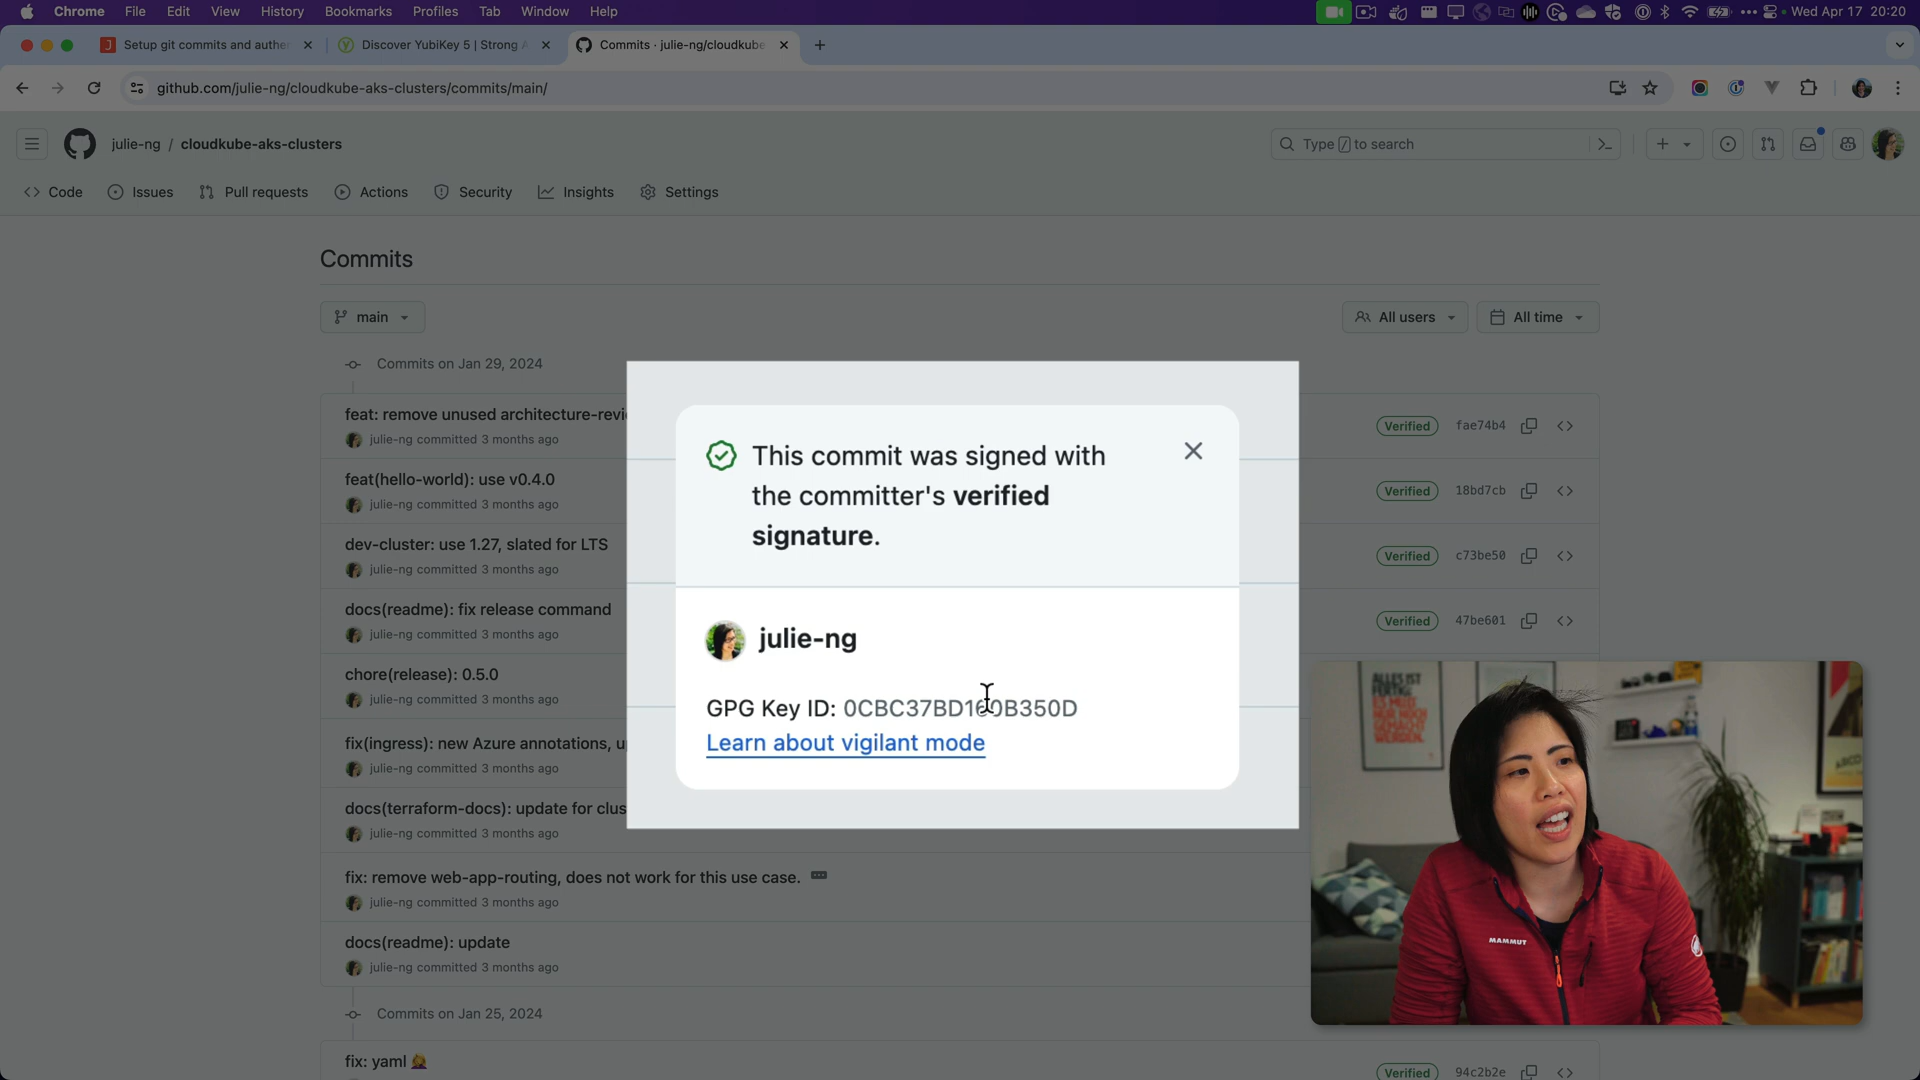 Chrome File Edit View History Bookmarks Profiles Tab Window Help Wed Apr 17 20:20
Setup git commits and authe
Discover YubiKey 5 | Strong A
Commits · julie-ng/cloudkube
github.com/julie-ng/cloudkube-aks-clusters/commits/main/
julie-ng / cloudkube-aks-clusters
Type / to search
Code Issues Pull requests Actions Security Insights Settings
Commits
main
All users
All time
Commits on Jan 29, 2024
feat: remove unused architecture-revi
julie-ng committed 3 months ago
Verified fae74b4
feat(hello-world): use v0.4.0
julie-ng committed 3 months ago
Verified 18bd7cb
dev-cluster: use 1.27, slated for LTS
julie-ng committed 3 months ago
Verified c73be50
docs(readme): fix release command
julie-ng committed 3 months ago
Verified 47be601
chore(release): 0.5.0
julie-ng committed 3 months ago
fix(ingress): new Azure annotations, u
julie-ng committed 3 months ago
docs(terraform-docs): update for clus
julie-ng committed 3 months ago
fix: remove web-app-routing, does not work for this use case.
julie-ng committed 3 months ago
docs(readme): update
julie-ng committed 3 months ago
Commits on Jan 25, 2024
fix: yaml 🤦‍♀️
Verified 94c2b2e
This commit was signed with
the committer's verified
signature.
julie-ng
GPG Key ID: 0CBC37BD160B350D
Learn about vigilant mode
ALLES IST
FERTIG
MAMMUT